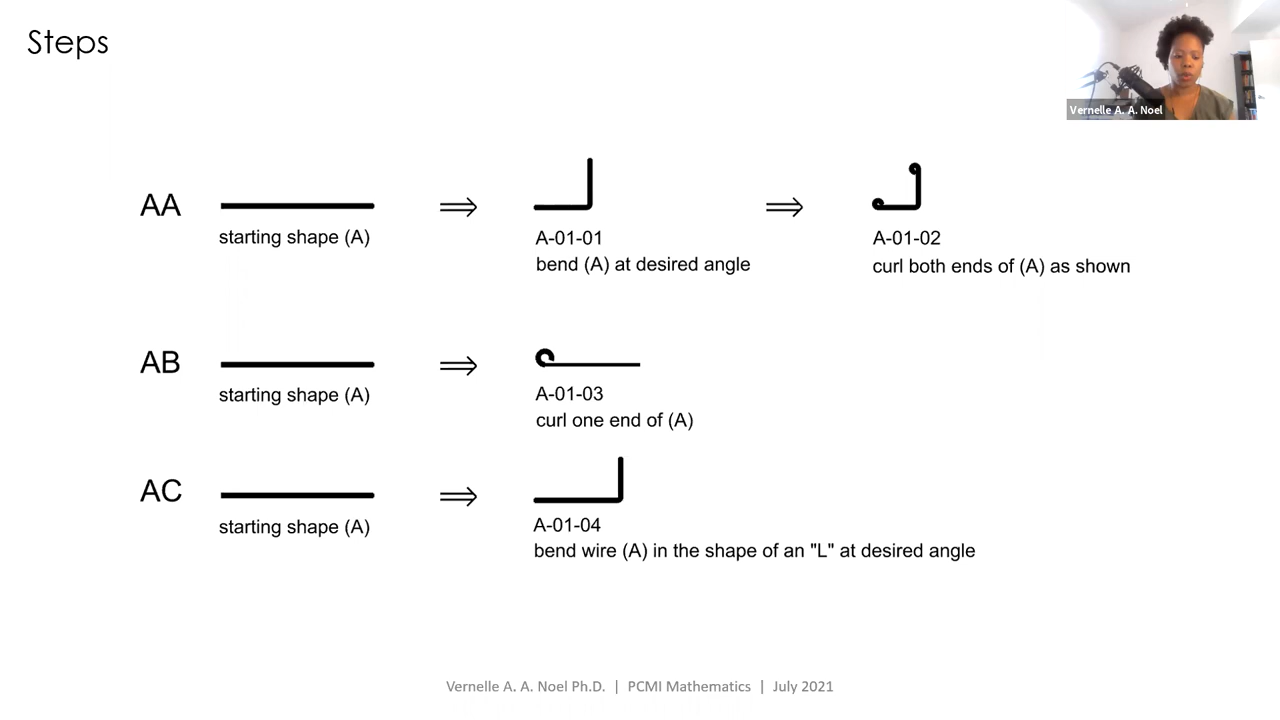 Steps
Vernelle A. A. Noel
AA
starting shape (A)
A-01-01
bend (A) at desired angle
A-01-02
curl both ends of (A) as shown
AB
starting shape (A)
A-01-03
curl one end of (A)
AC
starting shape (A)
A-01-04
bend wire (A) in the shape of an "L" at desired angle
Vernelle A. A. Noel Ph.D. | PCMI Mathematics | July 2021